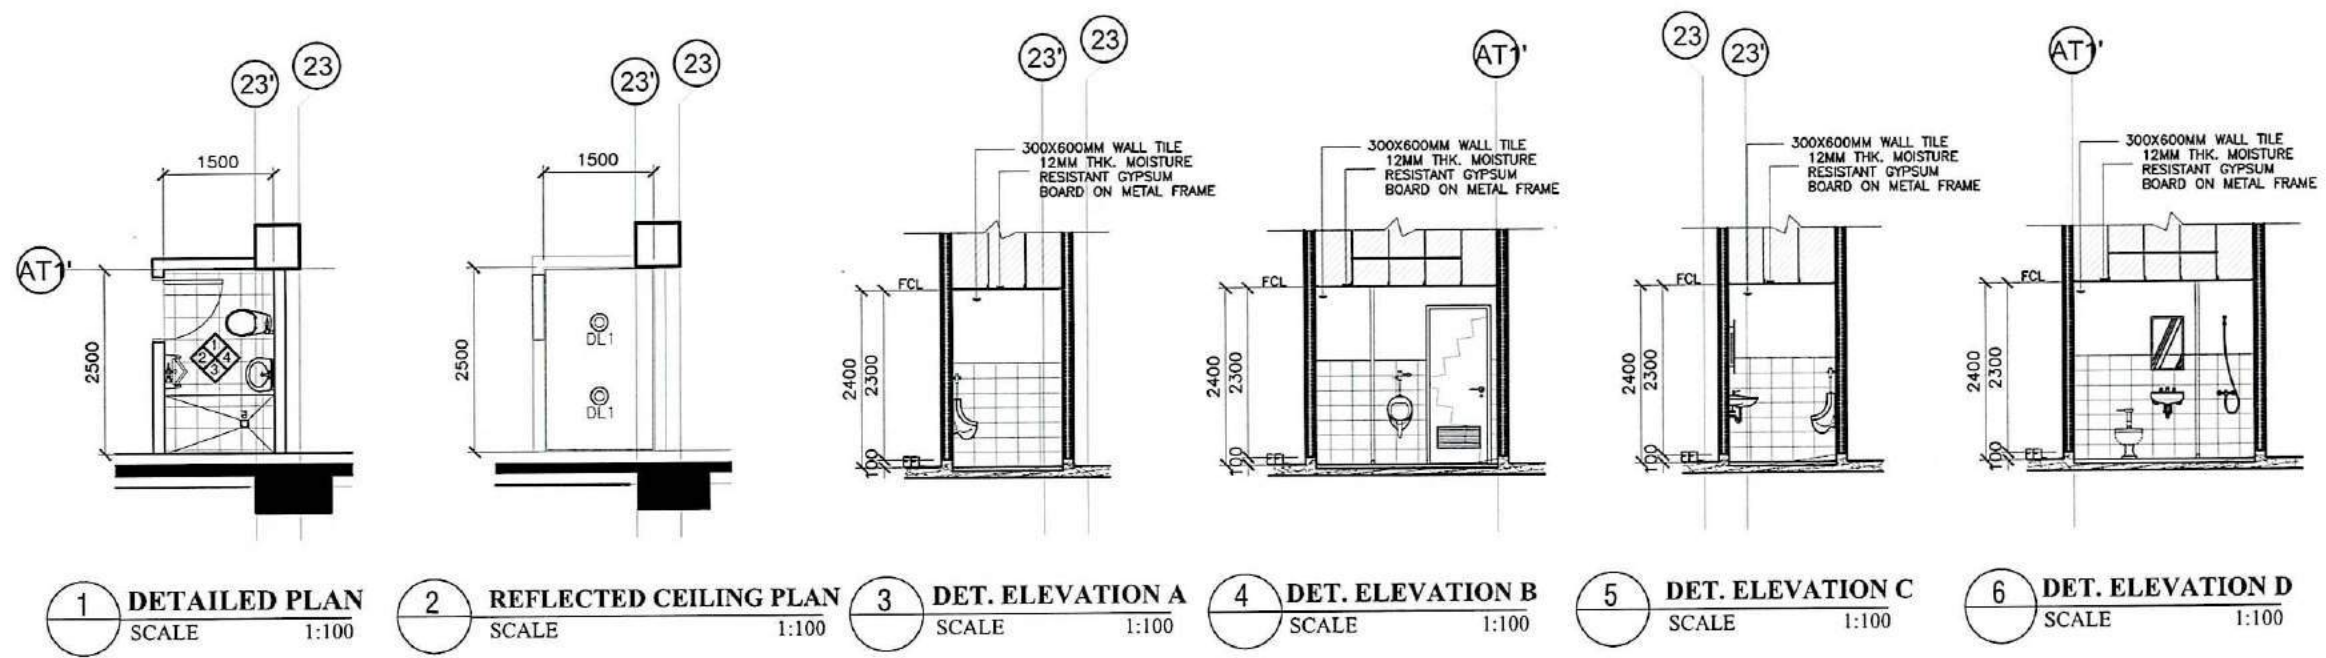 23'
23
1500
AT1'
2500
1
2
4
3
1
DETAILED PLAN
SCALE 1:100
23'
23
1500
2500
DL1
DL1
2
REFLECTED CEILING PLAN
SCALE 1:100
23'
23
300X600MM WALL TILE
12MM THK. MOISTURE
RESISTANT GYPSUM
BOARD ON METAL FRAME
FCL
2400
2300
100
FFL
3
DET. ELEVATION A
SCALE 1:100
AT1'
300X600MM WALL TILE
12MM THK. MOISTURE
RESISTANT GYPSUM
BOARD ON METAL FRAME
FCL
2400
2300
100
FFL
4
DET. ELEVATION B
SCALE 1:100
23
23'
300X600MM WALL TILE
12MM THK. MOISTURE
RESISTANT GYPSUM
BOARD ON METAL FRAME
FCL
2400
2300
100
FFL
5
DET. ELEVATION C
SCALE 1:100
AT1'
300X600MM WALL TILE
12MM THK. MOISTURE
RESISTANT GYPSUM
BOARD ON METAL FRAME
FCL
2400
2300
100
FFL
6
DET. ELEVATION D
SCALE 1:100